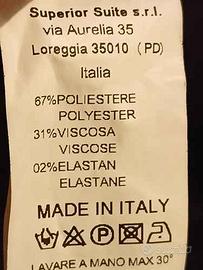 Superior Suite s.r.l.
via Aurelia 35
Loreggia 35010 (PD)
Italia
67%POLIESTERE
POLYESTER
31%VISCOSA
VISCOSE
02%ELASTAN
ELASTANE
MADE IN ITALY
LAVARE A MANO MAX 30°